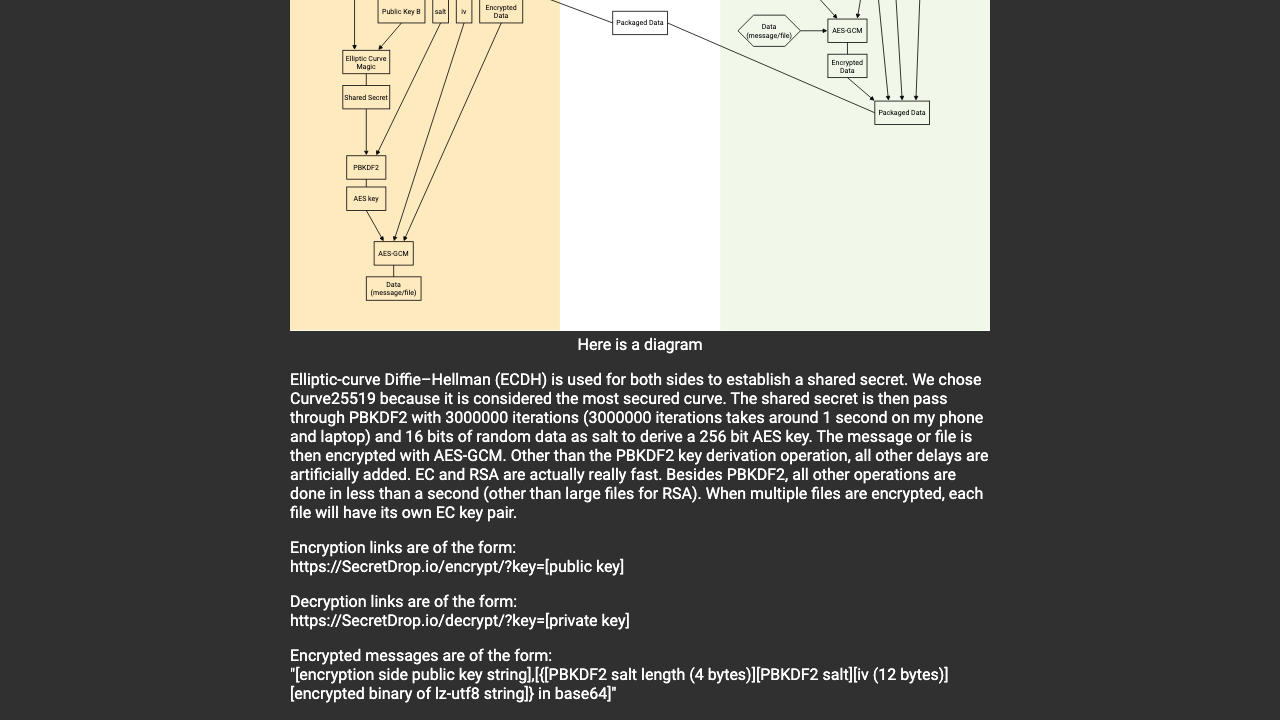 Public Key B
salt
iv
Encrypted
Data
Packaged Data
Data
(message/file)
AES-GCM
Elliptic Curve
Magic
Encrypted
Data
Shared Secret
Packaged Data
PBKDF2
AES key
AES-GCM
Data
(message/file)
Here is a diagram
Elliptic-curve Diffie–Hellman (ECDH) is used for both sides to establish a shared secret. We chose
Curve25519 because it is considered the most secured curve. The shared secret is then pass
through PBKDF2 with 3000000 iterations (3000000 iterations takes around 1 second on my phone
and laptop) and 16 bits of random data as salt to derive a 256 bit AES key. The message or file is
then encrypted with AES-GCM. Other than the PBKDF2 key derivation operation, all other delays are
artificially added. EC and RSA are actually really fast. Besides PBKDF2, all other operations are
done in less than a second (other than large files for RSA). When multiple files are encrypted, each
file will have its own EC key pair.
Encryption links are of the form:
https://SecretDrop.io/encrypt/?key=[public key]
Decryption links are of the form:
https://SecretDrop.io/decrypt/?key=[private key]
Encrypted messages are of the form:
"[encryption side public key string],[{[PBKDF2 salt length (4 bytes)][PBKDF2 salt][iv (12 bytes)]
[encrypted binary of lz-utf8 string]} in base64]"